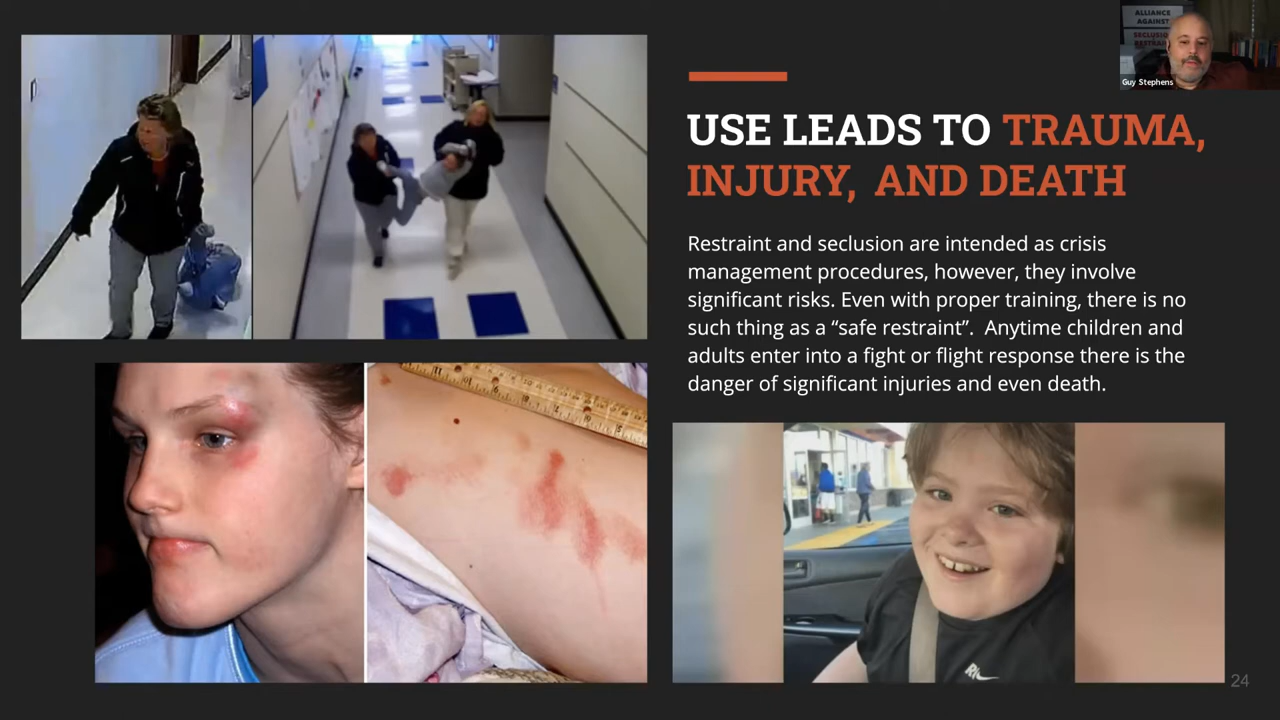 ALLIANCE
AGAINST
SECLUSION
RESTRAINT
Guy Stephens
USE LEADS TO TRAUMA,
INJURY, AND DEATH
Restraint and seclusion are intended as crisis
management procedures, however, they involve
significant risks. Even with proper training, there is no
such thing as a “safe restraint”. Anytime children and
adults enter into a fight or flight response there is the
danger of significant injuries and even death.
24